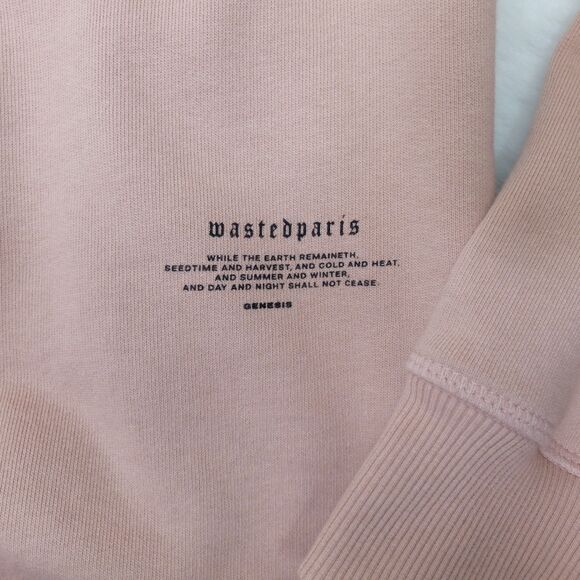 wastedparis
WHILE THE EARTH REMAINETH,
SEEDTIME AND HARVEST, AND COLD AND HEAT,
AND SUMMER AND WINTER,
AND DAY AND NIGHT SHALL NOT CEASE.
GENESIS